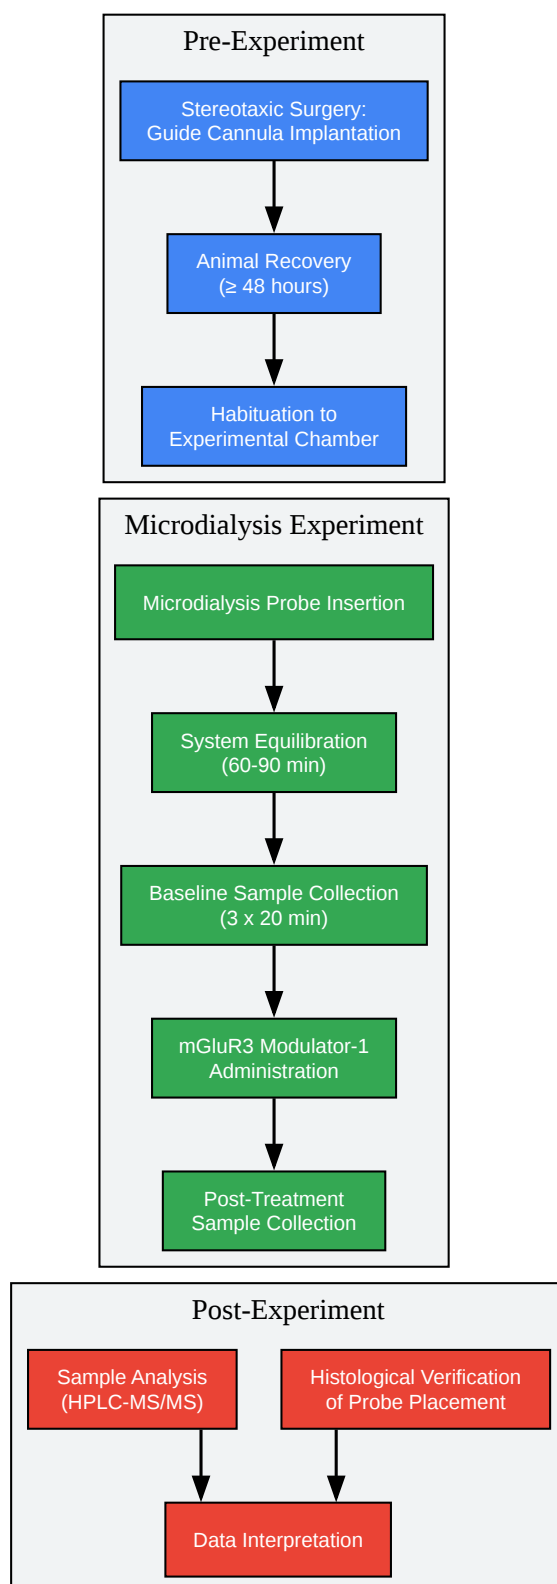 Pre-Experiment
Stereotaxic Surgery:
Guide Cannula Implantation
Animal Recovery
(≥ 48 hours)
Habituation to
Experimental Chamber
Microdialysis Experiment
Microdialysis Probe Insertion
System Equilibration
(60-90 min)
Baseline Sample Collection
(3 x 20 min)
mGluR3 Modulator-1
Administration
Post-Treatment
Sample Collection
Post-Experiment
Sample Analysis
(HPLC-MS/MS)
Histological Verification
of Probe Placement
Data Interpretation